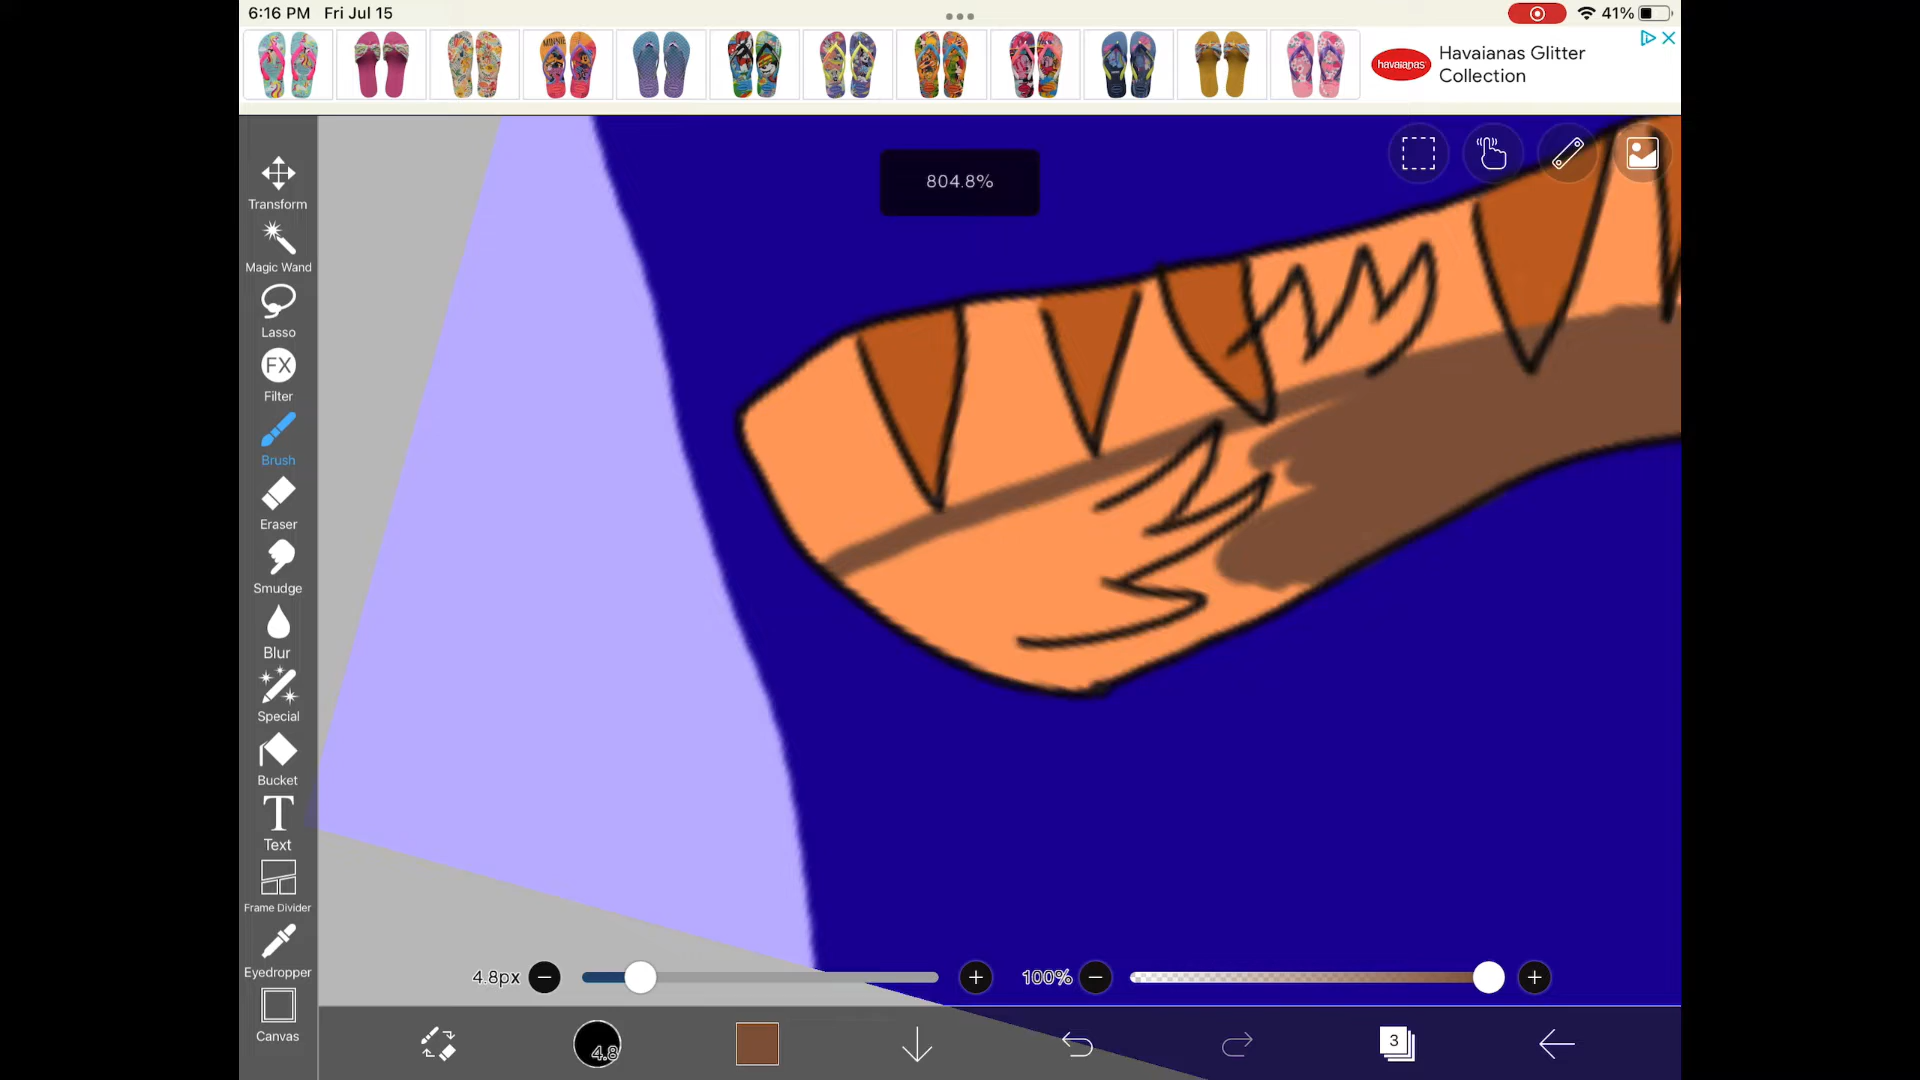 6:16 PM Fri Jul 15
41%
havaianas
Havaianas Glitter
Collection
804.8%
Transform
Magic Wand
Lasso
FX
Filter
Brush
Eraser
Smudge
Blur
Special
Bucket
T
Text
Frame Divider
Eyedropper
Canvas
4.8px
100%
4.8
3